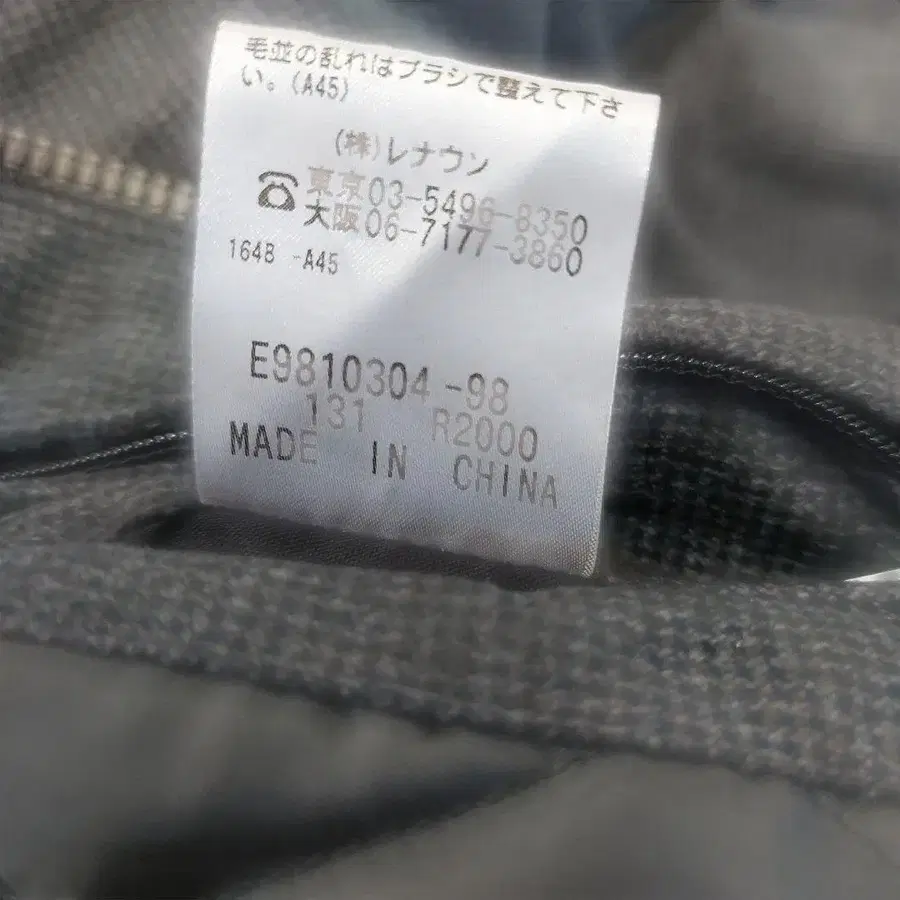 毛並の乱れはブラシで整えて下さ
い。(A45)
(株)レナウン
☎東京03-5496-8350
大阪06-7177-3860
1648 -A45
E9810304-98
131 R2000
MADE IN CHINA